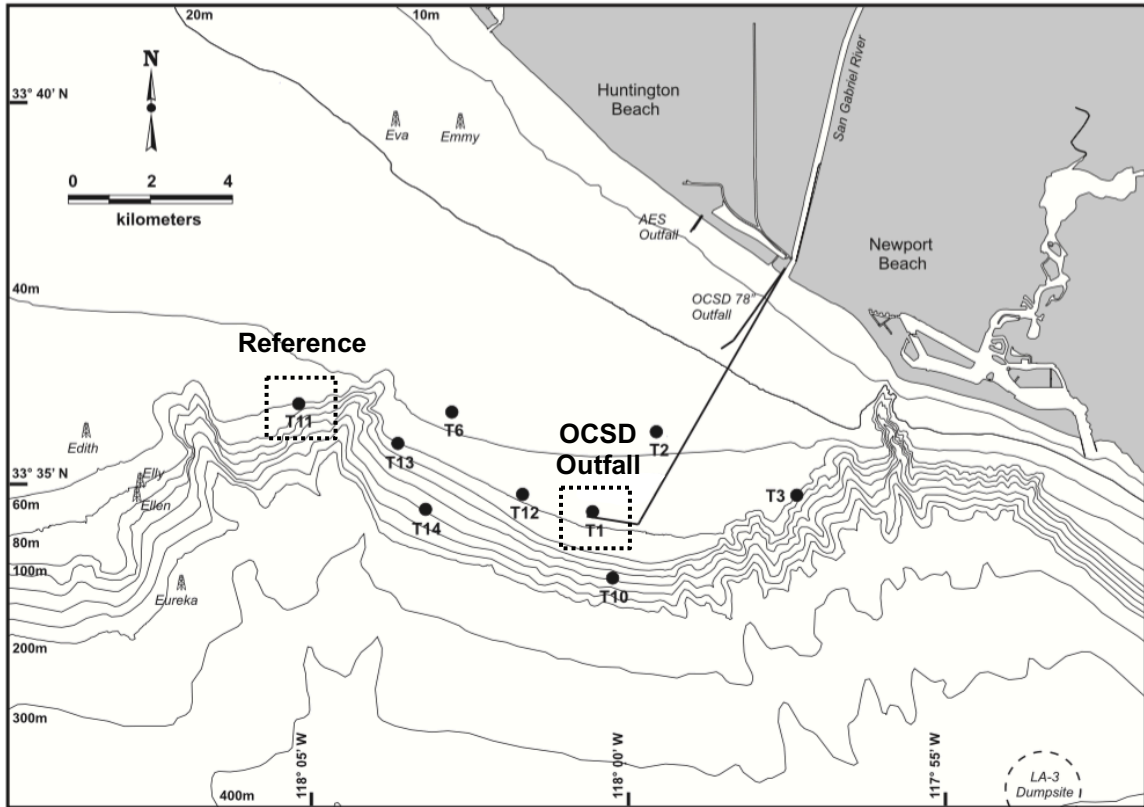 20m
10m
N
33° 40' N
Eva
Emmy
Huntington
Beach
San Gabriel River
0
2
4
kilometers
AES
Outfall
Newport
Beach
OCSD 78"
Outfall
40m
Reference
T11
T6
T2
OCSD
Outfall
T13
Edith
33° 35' N
Elly
Ellen
60m
T12
T1
T3
T14
80m
100m
T10
Eureka
200m
300m
118° 05' W
118° 00' W
117° 55' W
400m
LA-3
Dumpsite